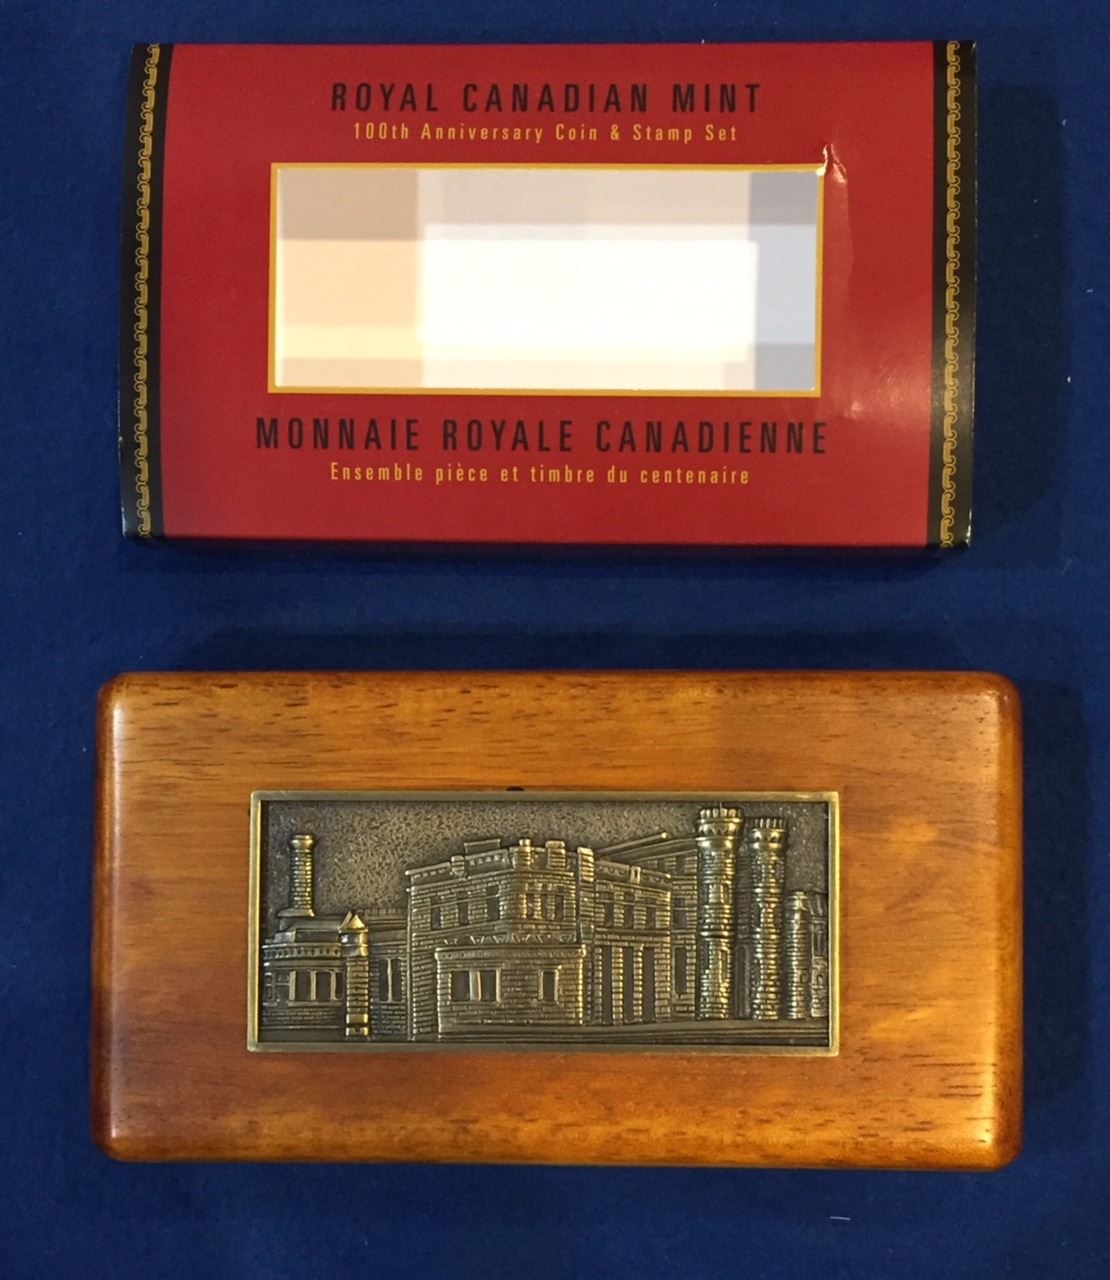 ROYAL CANADIAN MINT
100th Anniversary Coin & Stamp Set
MONNAIE ROYALE CANADIENNE
Ensemble pièce et timbre du centenaire